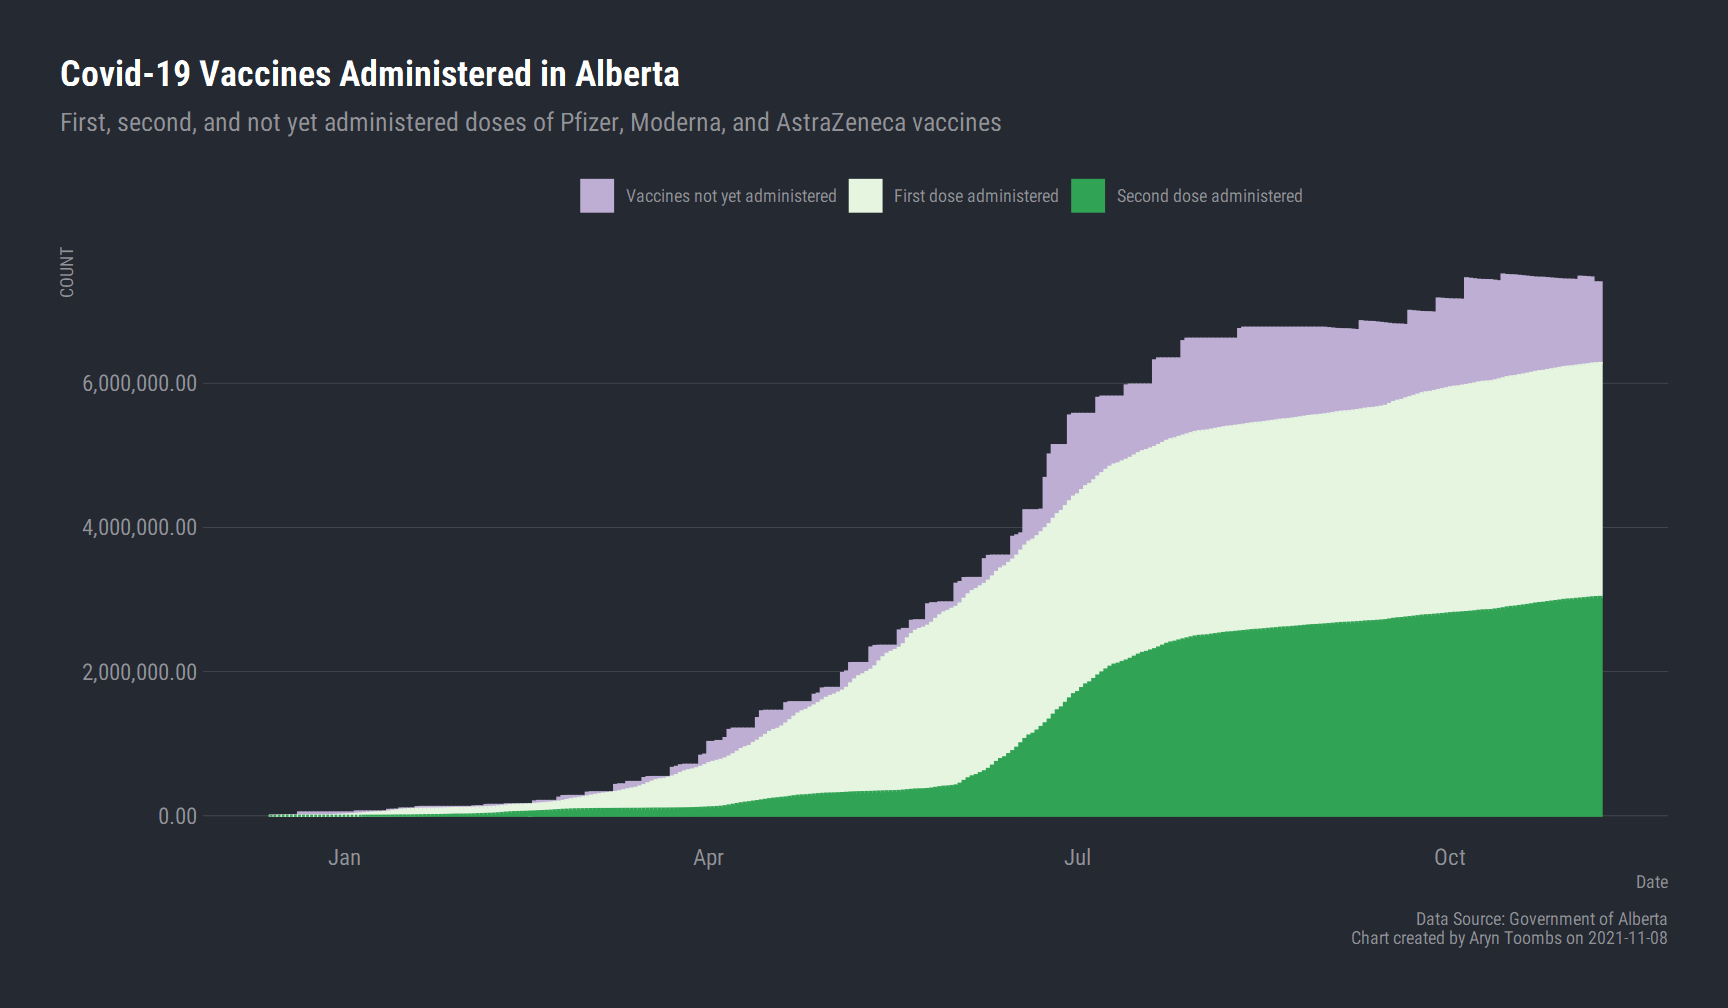 Covid-19 Vaccines Administered in Alberta
First, second, and not yet administered doses of Pfizer, Moderna, and AstraZeneca vaccines
Vaccines not yet administered First dose administered Second dose administered
COUNT
6,000,000.00
4,000,000.00
2,000,000.00
0.00
Jan Apr Jul Oct
Date
Data Source: Government of Alberta
Chart created by Aryn Toombs on 2021-11-08